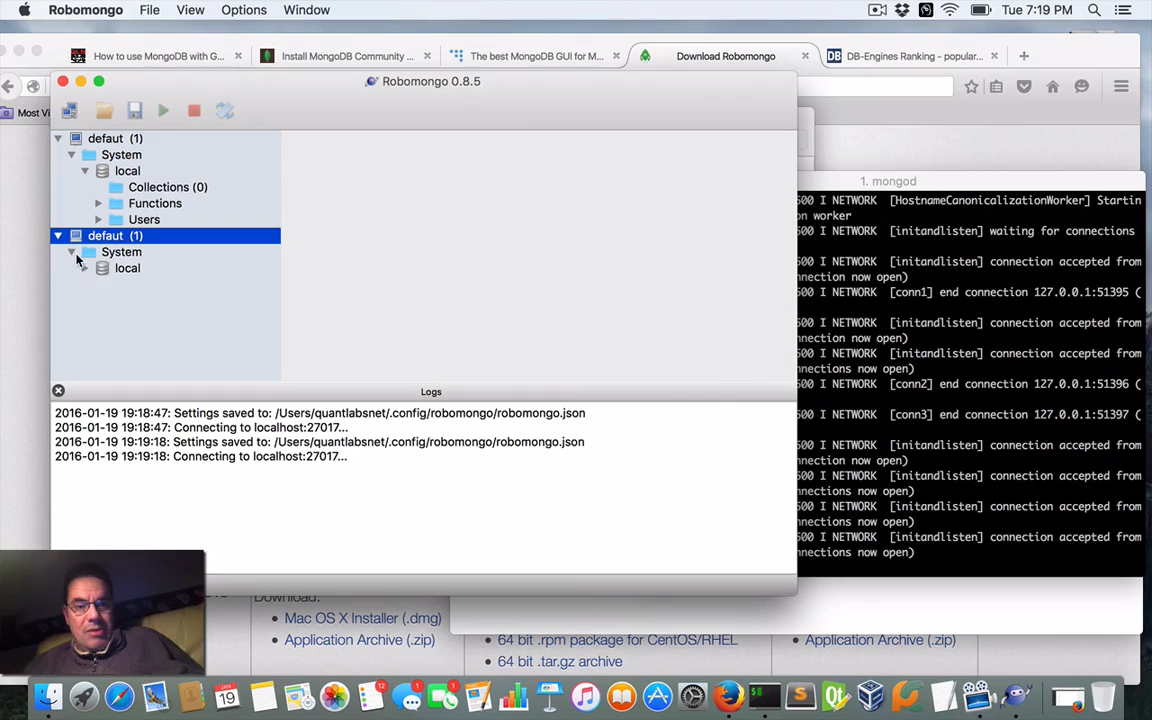 Robomongo File View Options Window Tue 7:19 PM
How to use MongoDB with G... Install MongoDB Community ... The best MongoDB GUI for M... Download Robomongo DB DB-Engines Ranking - popular...
Robomongo 0.8.5
Most Vi
defaut (1)
System
local
Collections (0)
Functions
Users
defaut (1)
System
local
Logs
2016-01-19 19:18:47: Settings saved to: /Users/quantlabsnet/.config/robomongo/robomongo.json
2016-01-19 19:18:47: Connecting to localhost:27017...
2016-01-19 19:19:18: Settings saved to: /Users/quantlabsnet/.config/robomongo/robomongo.json
2016-01-19 19:19:18: Connecting to localhost:27017...
1. mongod
500 I NETWORK [HostnameCanonicalizationWorker] Startin
on worker
500 I NETWORK [initandlisten] waiting for connections
500 I NETWORK [initandlisten] connection accepted from
nnection now open)
500 I NETWORK [conn1] end connection 127.0.0.1:51395 (
500 I NETWORK [initandlisten] connection accepted from
nnection now open)
500 I NETWORK [initandlisten] connection accepted from
nnections now open)
500 I NETWORK [conn2] end connection 127.0.0.1:51396 (
500 I NETWORK [conn3] end connection 127.0.0.1:51397 (
500 I NETWORK [initandlisten] connection accepted from
nnection now open)
500 I NETWORK [initandlisten] connection accepted from
nnections now open)
500 I NETWORK [initandlisten] connection accepted from
nnections now open)
500 I NETWORK [initandlisten] connection accepted from
nnections now open)
Download:
Mac OS X Installer (.dmg)
Application Archive (.zip)
64 bit .rpm package for CentOS/RHEL
64 bit .tar.gz archive
Application Archive (.zip)
JAN
19
12
1